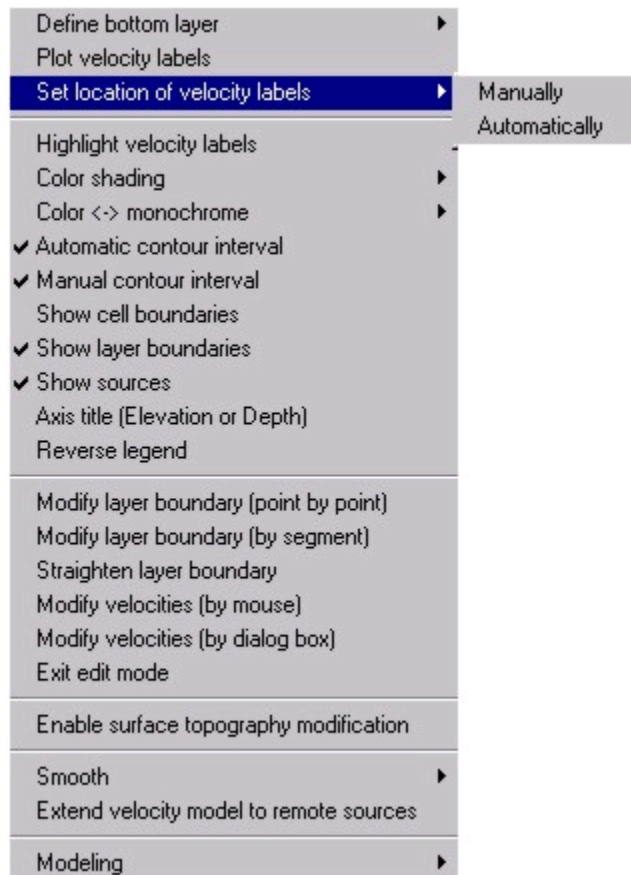 Define bottom layer
Plot velocity labels
Set location of velocity labels
Manually
Automatically
Highlight velocity labels
Color shading
Color <-> monochrome
Automatic contour interval
Manual contour interval
Show cell boundaries
Show layer boundaries
Show sources
Axis title (Elevation or Depth)
Reverse legend
Modify layer boundary (point by point)
Modify layer boundary (by segment)
Straighten layer boundary
Modify velocities (by mouse)
Modify velocities (by dialog box)
Exit edit mode
Enable surface topography modification
Smooth
Extend velocity model to remote sources
Modeling